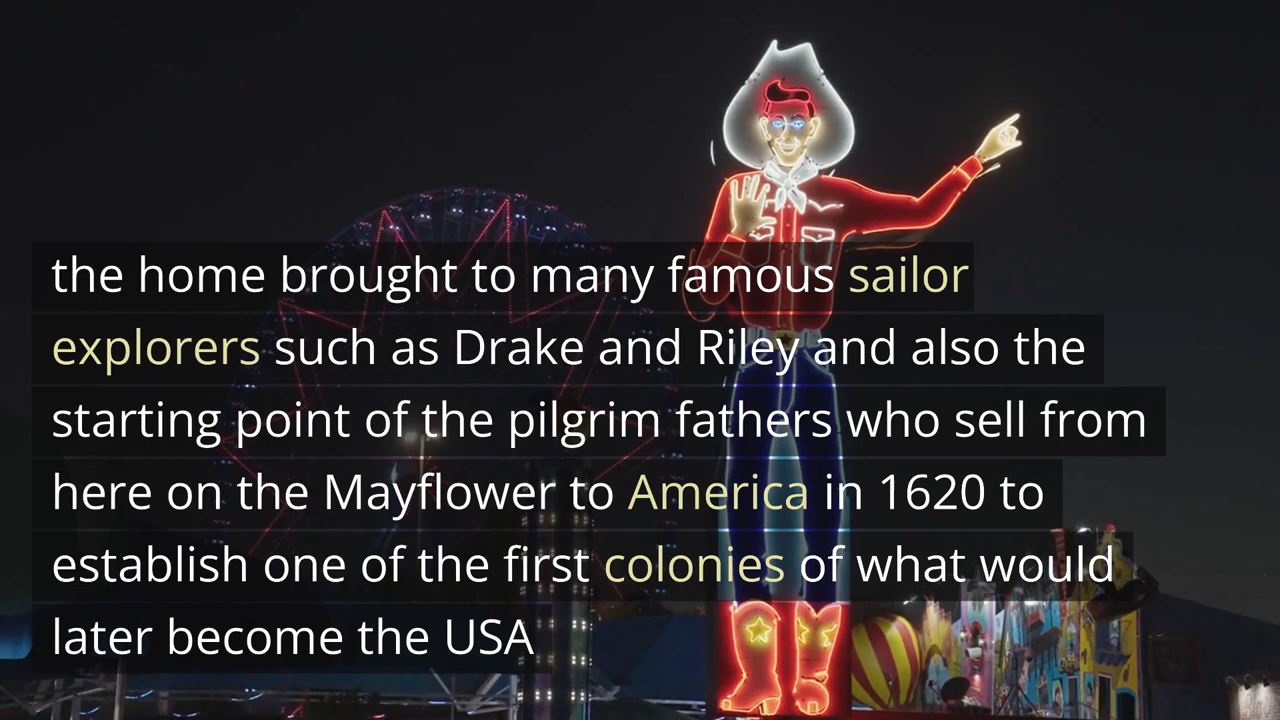 the home brought to many famous sailor
explorers such as Drake and Riley and also the
starting point of the pilgrim fathers who sell from
here on the Mayflower to America in 1620 to
establish one of the first colonies of what would
later become the USA